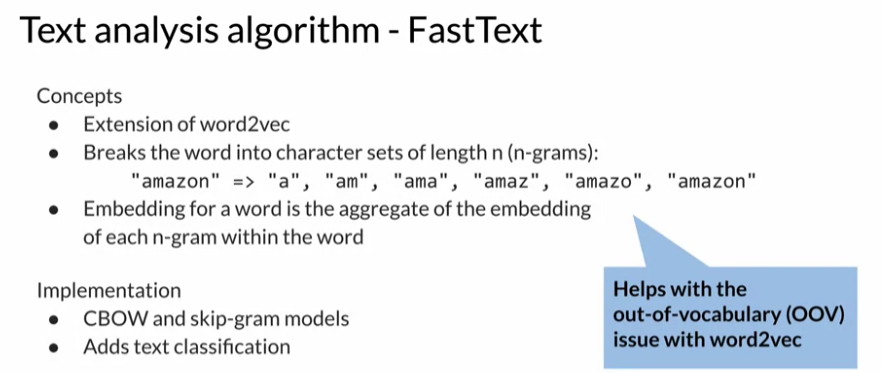 Text analysis algorithm - FastText
Concepts
● Extension of word2vec
● Breaks the word into character sets of length n (n-grams):
"amazon" => "a", "am", "ama", "amaz", "amazo", "amazon"
● Embedding for a word is the aggregate of the embedding
of each n-gram within the word
Implementation
● CBOW and skip-gram models
● Adds text classification
Helps with the
out-of-vocabulary (OOV)
issue with word2vec